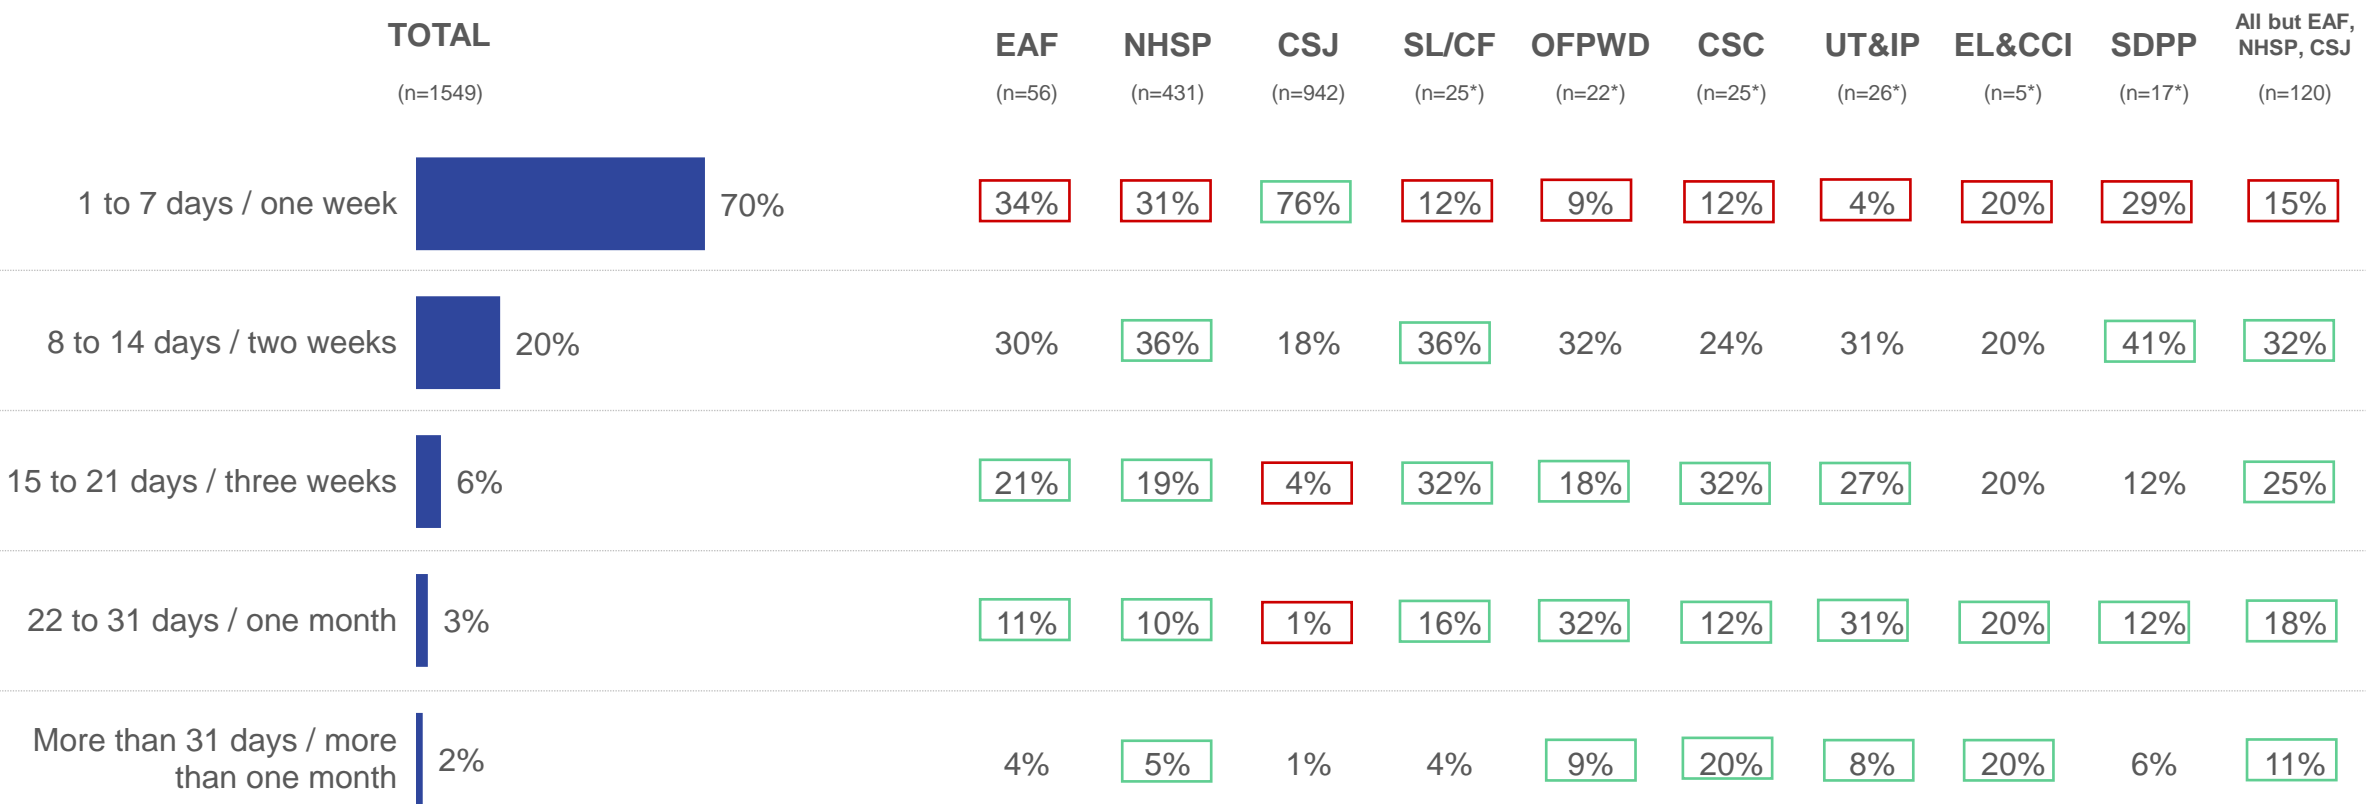 TOTAL EAF NHSP CSJ SL/CF OFPWD CSC UT&IP EL&CCI SDPP All but EAF,
NHSP, CSJ
(n=1549) (n=56) (n=431) (n=942) (n=25*) (n=22*) (n=25*) (n=26*) (n=5*) (n=17*) (n=120)
1 to 7 days / one week 70% 34% 31% 76% 12% 9% 12% 4% 20% 29% 15%
8 to 14 days / two weeks 20% 30% 36% 18% 36% 32% 24% 31% 20% 41% 32%
15 to 21 days / three weeks 6% 21% 19% 4% 32% 18% 32% 27% 20% 12% 25%
22 to 31 days / one month 3% 11% 10% 1% 16% 32% 12% 31% 20% 12% 18%
More than 31 days / more
than one month 2% 4% 5% 1% 4% 9% 20% 8% 20% 6% 11%